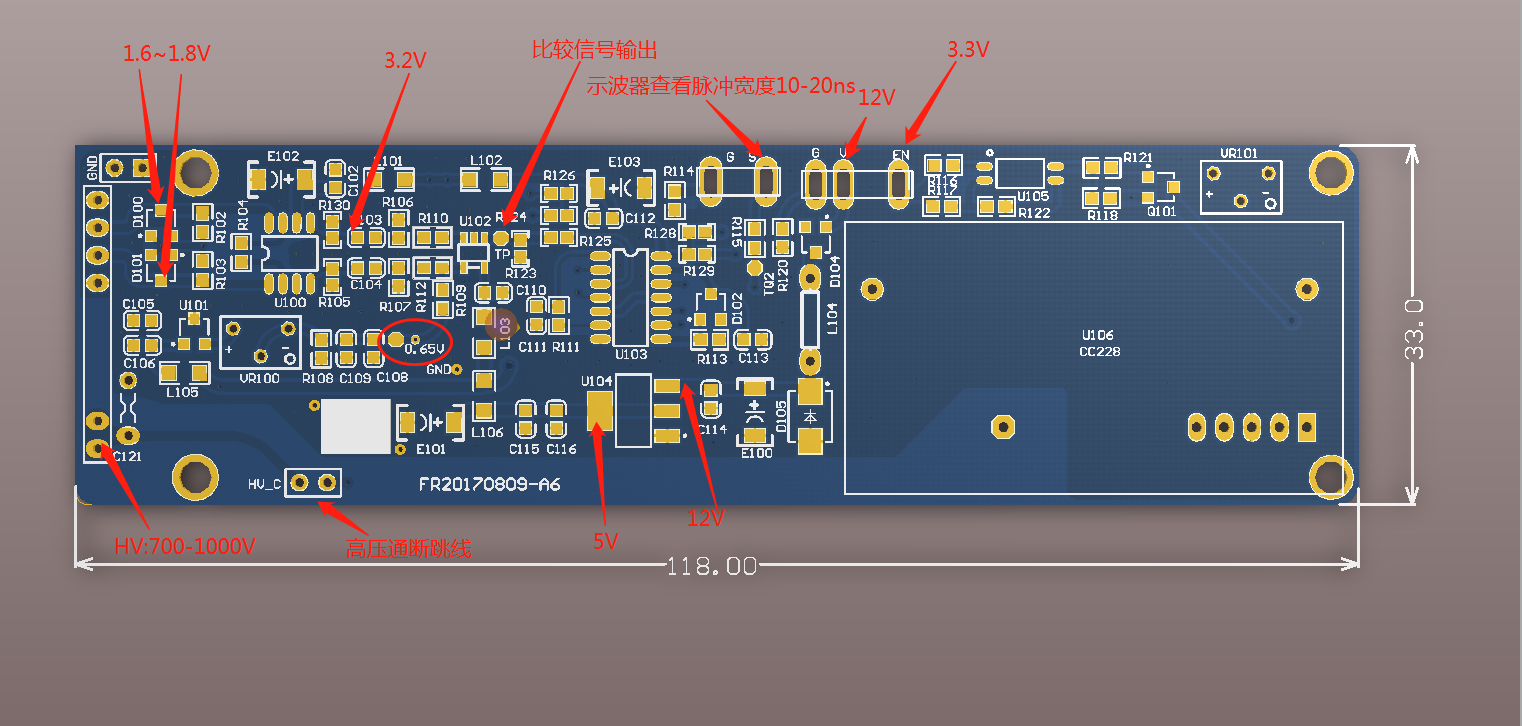 1.6~1.8V
3.2V
比较信号输出
示波器查看脉冲宽度10-20ns
12V
3.3V
GND
E102
C102
L102
E103
R114
G
G
V
EN
R116
R117
U105
R122
R121
R118
Q101
VR101
D100
R102
R104
R130
R106
R110
U102
TP
R123
R126
C112
R125
R128
R129
R115
R120
TQ2
D104
D101
R103
U100
R105
C104
R107
R112
R109
C110
C111
R111
U103
D102
R113
C113
L104
U106
CC228
C105
U101
C106
VR100
L105
R108
C109
C108
0.65V
GND
U104
C114
D105
E100
C121
E101
L106
C115
C116
HV_C
FR20170809-A6
HV:700-1000V
高压通断跳线
5V
12V
118.00
33.0